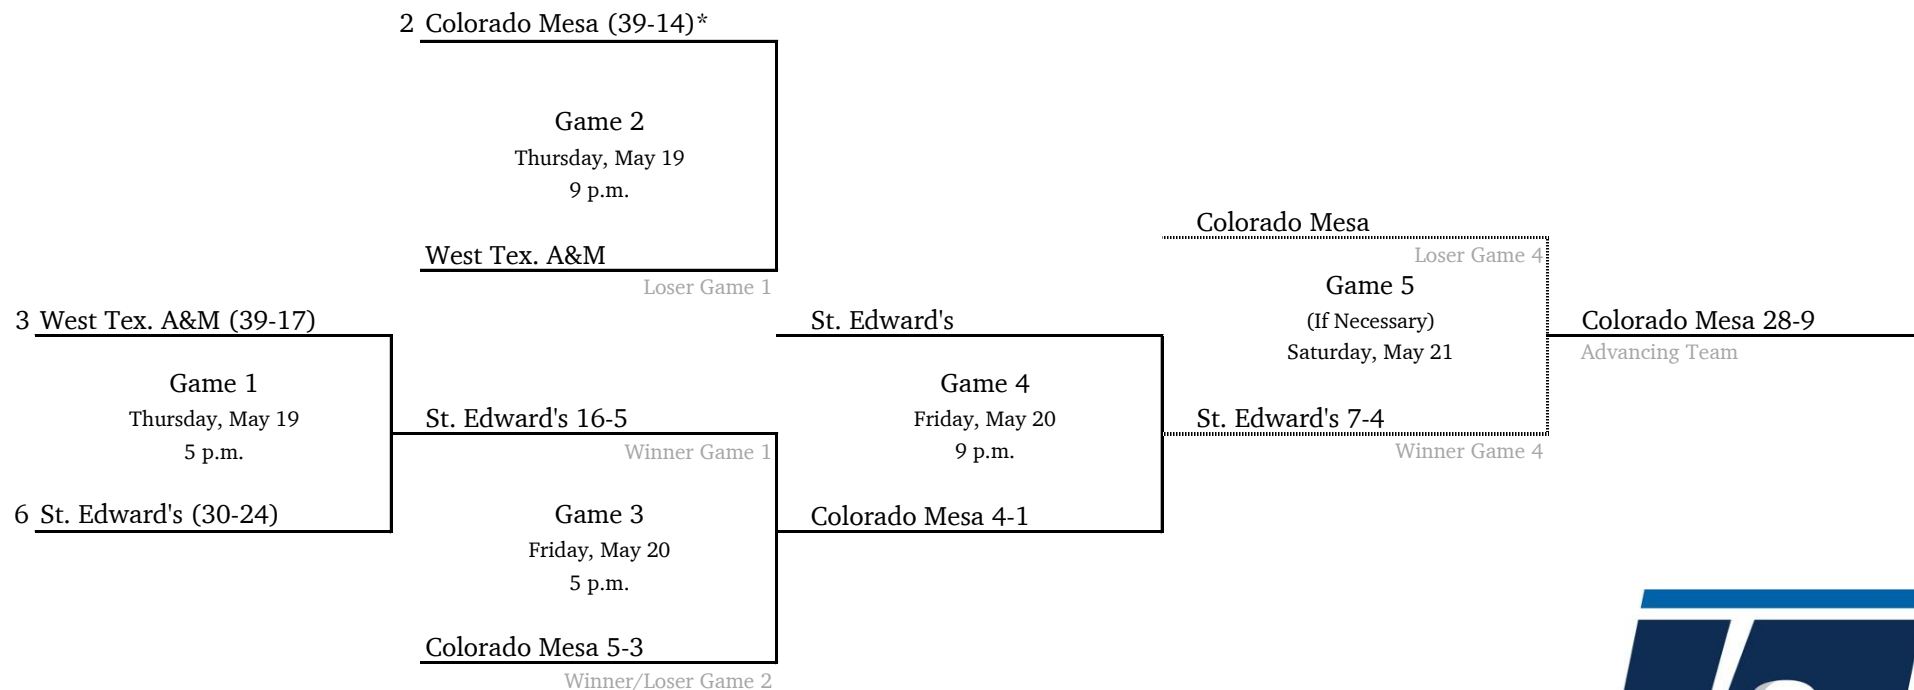 2 Colorado Mesa (39-14)*
Game 2
Thursday, May 19
9 p.m.
West Tex. A&M
Loser Game 1
3 West Tex. A&M (39-17)
Game 1
Thursday, May 19
5 p.m.
6 St. Edward's (30-24)
St. Edward's 16-5
Winner Game 1
Game 3
Friday, May 20
5 p.m.
Colorado Mesa 5-3
Winner/Loser Game 2
St. Edward's
Game 4
Friday, May 20
9 p.m.
Colorado Mesa 4-1
Colorado Mesa
Loser Game 4
Game 5
(If Necessary)
Saturday, May 21
St. Edward's 7-4
Winner Game 4
Colorado Mesa 28-9
Advancing Team